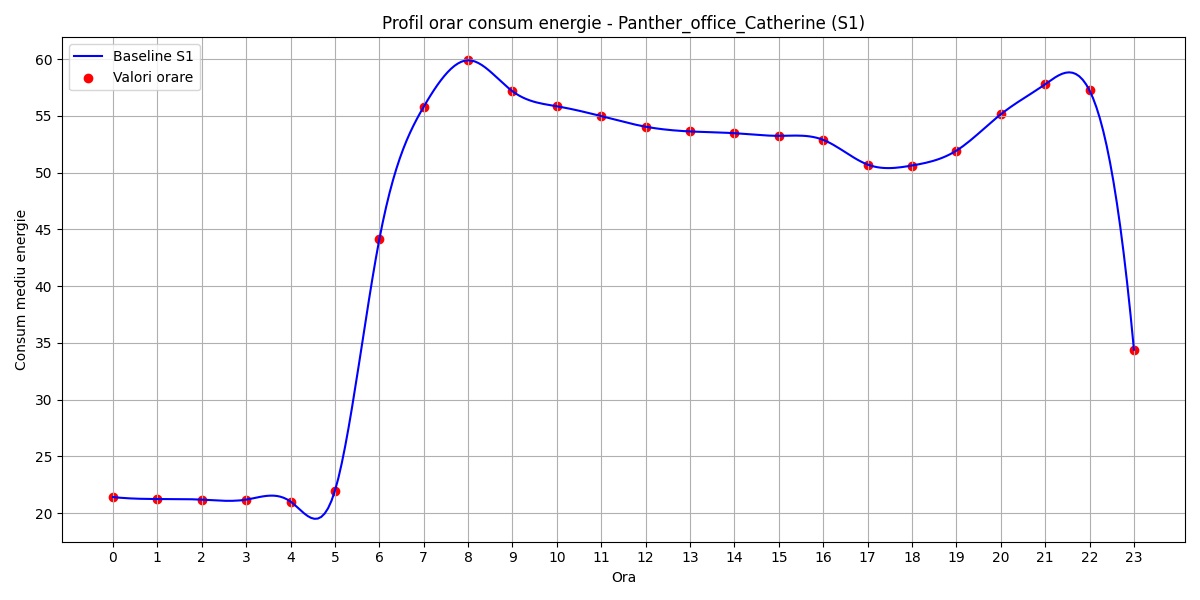 Profil orar consum energie - Panther_office_Catherine (S1)
Baseline S1
Valori orare
Consum mediu energie
60
55
50
45
40
35
30
25
20
0 1 2 3 4 5 6 7 8 9 10 11 12 13 14 15 16 17 18 19 20 21 22 23
Ora